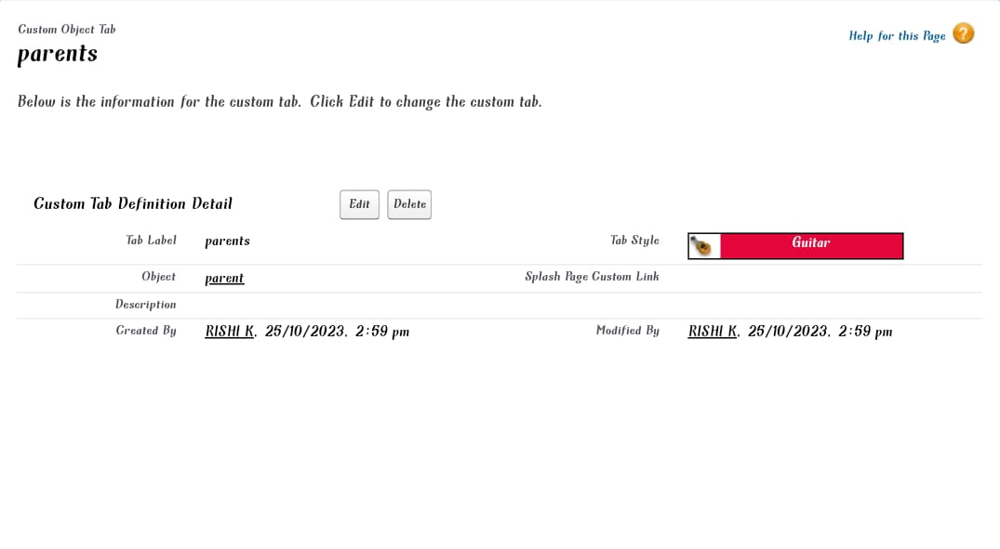 Custom Object Tab
parents
Help for this Page ?
Below is the information for the custom tab. Click Edit to change the custom tab.
Custom Tab Definition Detail Edit Delete
Tab Label parents Tab Style Guitar
Object parent Splash Page Custom Link
Description
Created By RISHI K, 25/10/2023, 2:59 pm Modified By RISHI K, 25/10/2023, 2:59 pm